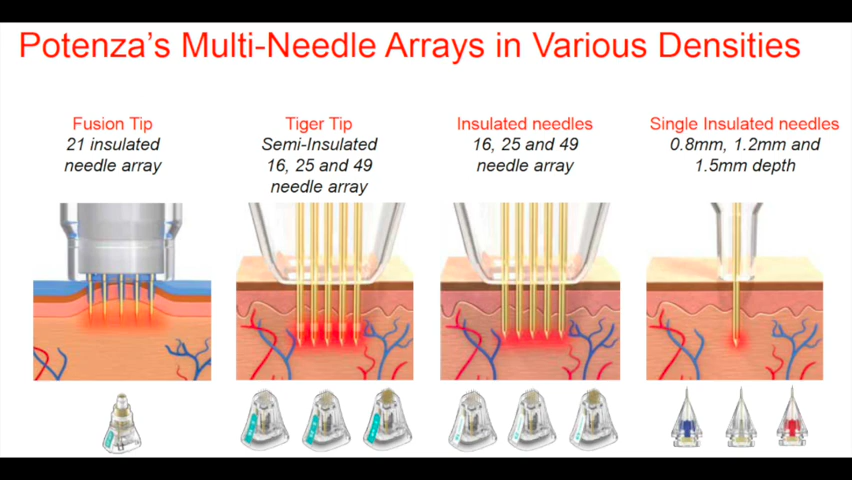 Potenza’s Multi-Needle Arrays in Various Densities
Fusion Tip
21 insulated
needle array
Tiger Tip
Semi-Insulated
16, 25 and 49
needle array
Insulated needles
16, 25 and 49
needle array
Single Insulated needles
0.8mm, 1.2mm and
1.5mm depth